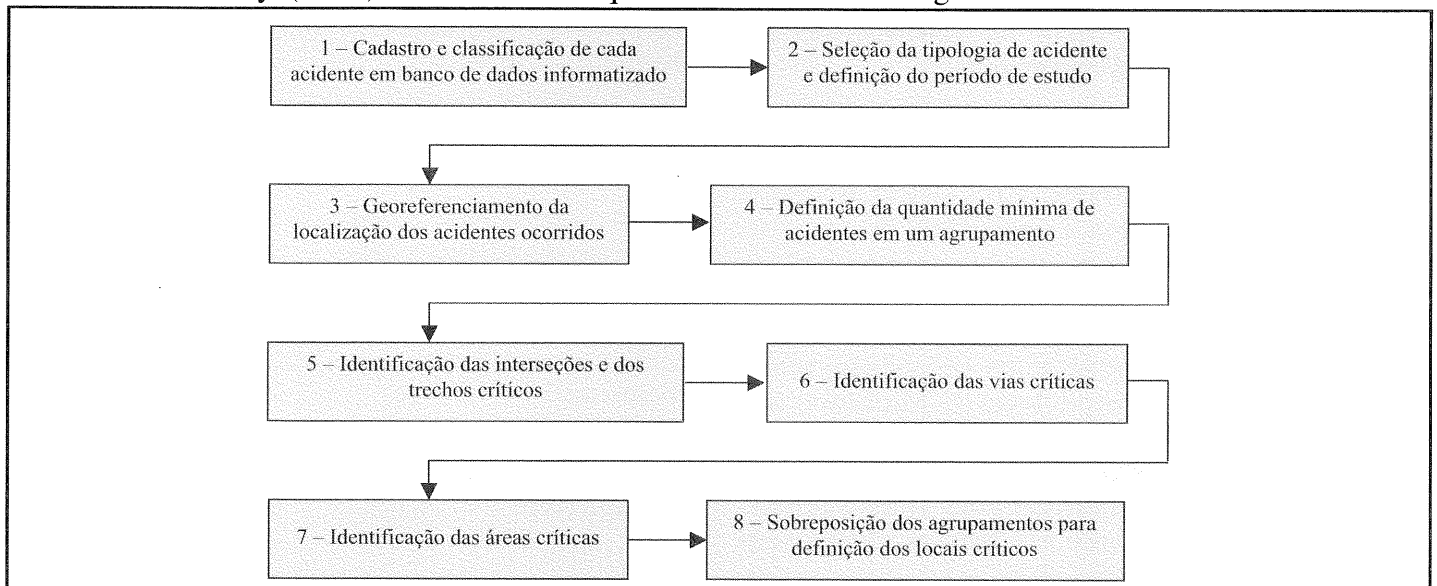 1 – Cadastro e classificação de cada
acidente em banco de dados informatizado
2 – Seleção da tipologia de acidente
e definição do período de estudo
3 – Georeferenciamento da
localização dos acidentes ocorridos
4 – Definição da quantidade mínima de
acidentes em um agrupamento
5 – Identificação das interseções e dos
trechos críticos
6 – Identificação das vias críticas
7 – Identificação das áreas críticas
8 – Sobreposição dos agrupamentos para
definição dos locais críticos